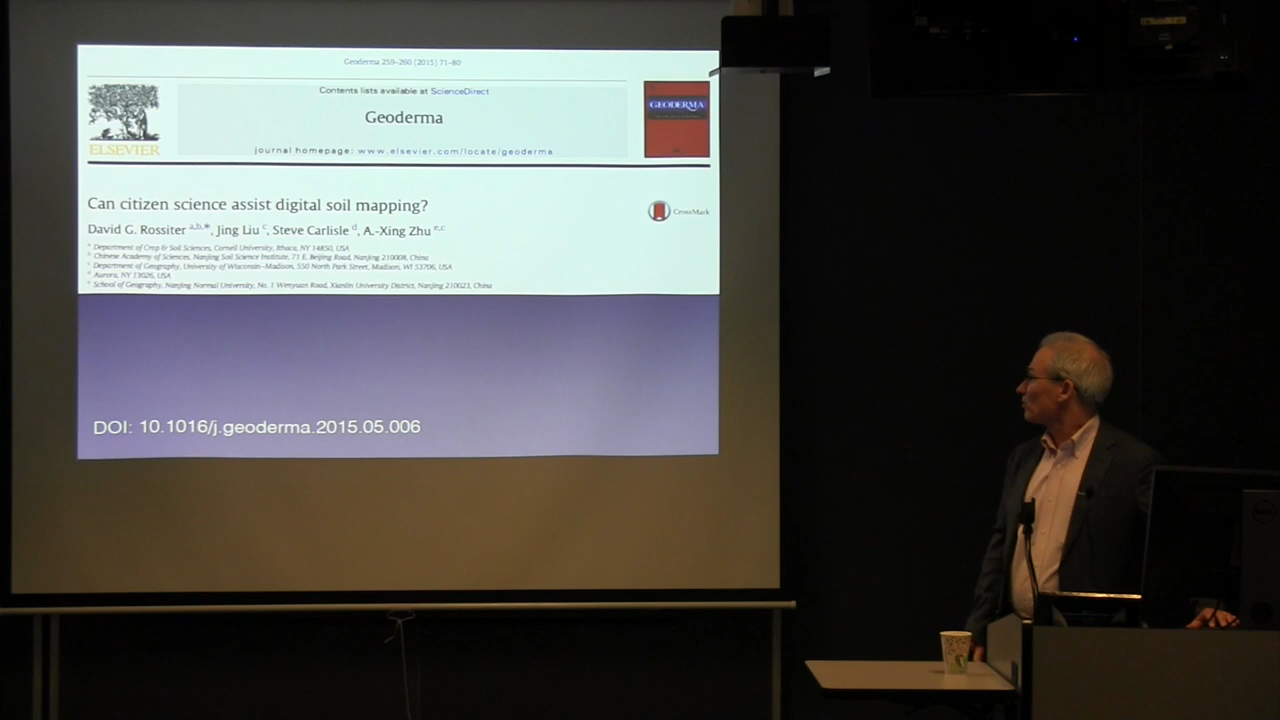 Geoderma 259–260 (2015) 71–80
Contents lists available at ScienceDirect
Geoderma
journal homepage: www.elsevier.com/locate/geoderma
ELSEVIER
GEODERMA
Can citizen science assist digital soil mapping?
CrossMark
David G. Rossiter a,b,*, Jing Liu c, Steve Carlisle d, A.-Xing Zhu e,c
a Department of Crop & Soil Sciences, Cornell University, Ithaca, NY 14850, USA
b Chinese Academy of Sciences, Nanjing Soil Science Institute, 71 E. Beijing Road, Nanjing 210008, China
c Department of Geography, University of Wisconsin–Madison, 550 North Park Street, Madison, WI 53706, USA
d Aurora, NY 13026, USA
e School of Geography, Nanjing Normal University, No. 1 Wenyuan Road, Xianlin University District, Nanjing 210023, China
DOI: 10.1016/j.geoderma.2015.05.006
DELL